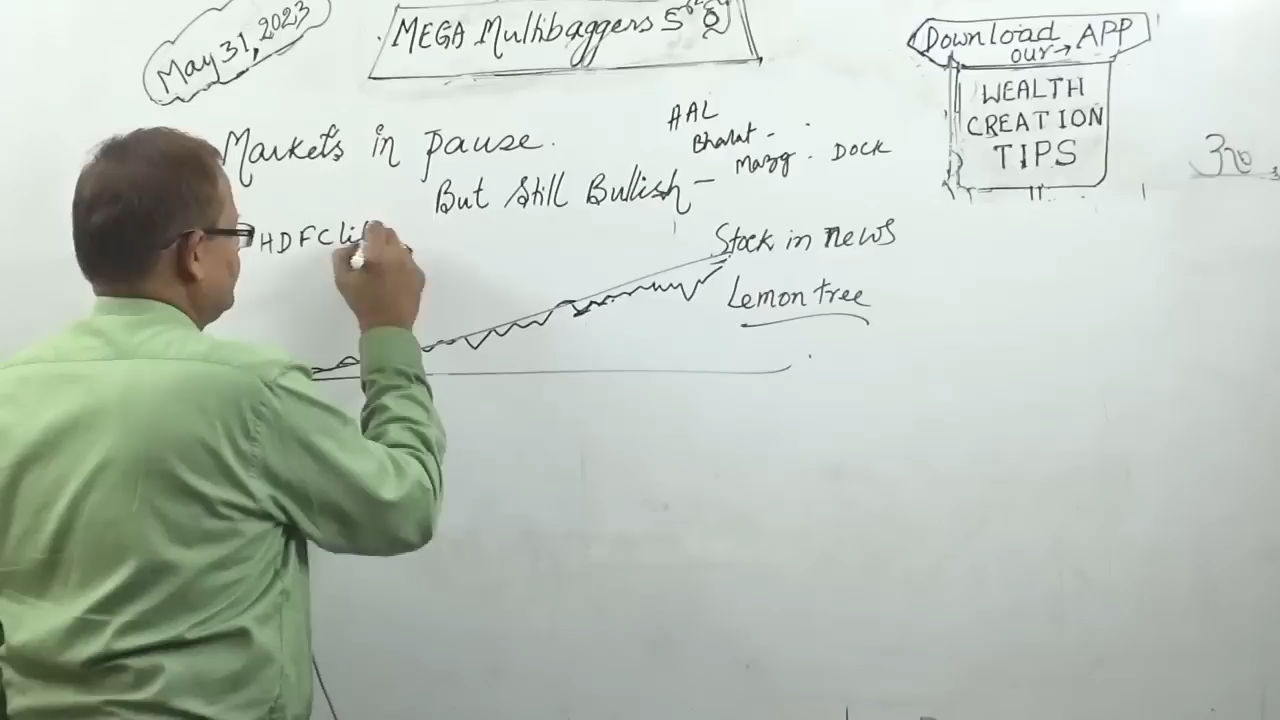 May 31, 2023
MEGA Multibaggers
Download
our → APP
WEALTH
CREATION
TIPS
Markets in pause.
But Still Bullish -
AAL
Bharat -
Mazg . DOCK
HDFC Lif
Stock in news
Lemon tree